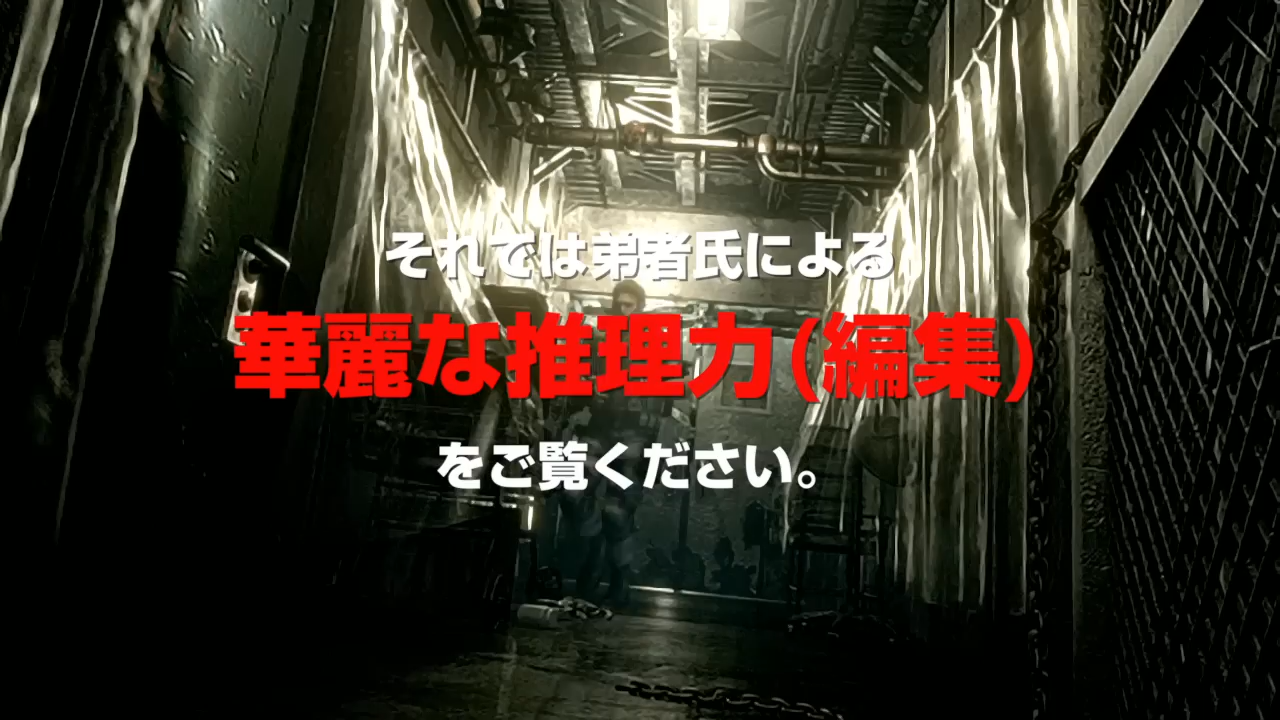 それでは弟者氏による
華麗な推理力(編集)
をご覧ください。